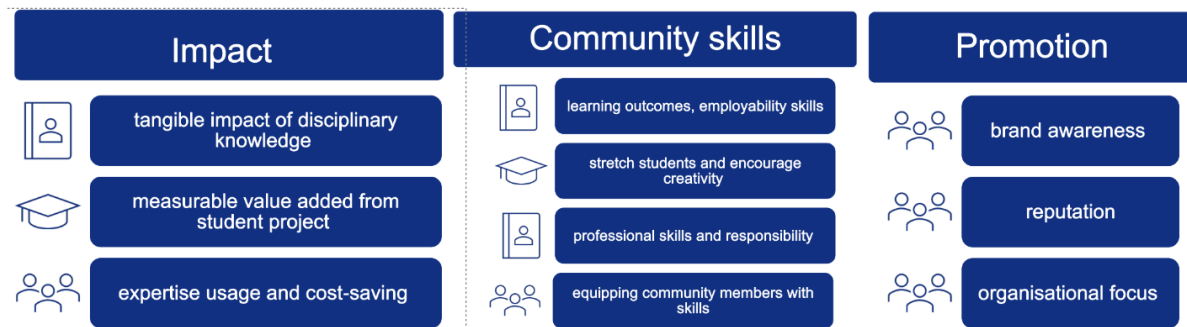 Impact
tangible impact of disciplinary
knowledge
measurable value added from
student project
expertise usage and cost-saving
Community skills
learning outcomes, employability skills
stretch students and encourage
creativity
professional skills and responsibility
equipping community members with
skills
Promotion
brand awareness
reputation
organisational focus